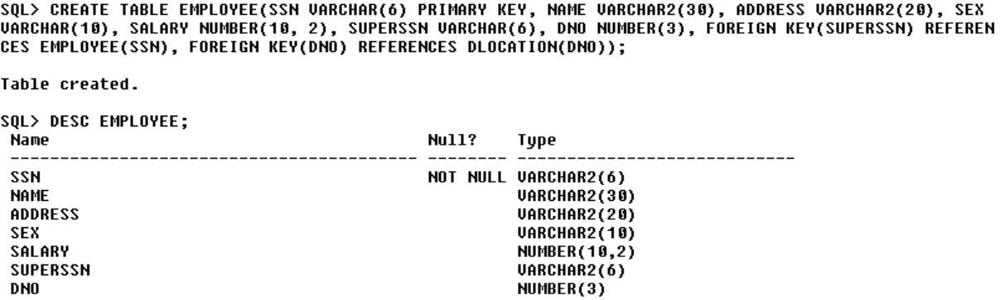 SQL> CREATE TABLE EMPLOYEE(SSN VARCHAR(6) PRIMARY KEY, NAME VARCHAR2(30), ADDRESS VARCHAR2(20), SEX
VARCHAR(10), SALARY NUMBER(10, 2), SUPERSSN VARCHAR(6), DNO NUMBER(3), FOREIGN KEY(SUPERSSN) REFEREN
CES EMPLOYEE(SSN), FOREIGN KEY(DNO) REFERENCES DLOCATION(DNO));
Table created.
SQL> DESC EMPLOYEE;
Name Null? Type
----------------------------------------- -------- ----------------------------
SSN NOT NULL VARCHAR2(6)
NAME VARCHAR2(30)
ADDRESS VARCHAR2(20)
SEX VARCHAR2(10)
SALARY NUMBER(10,2)
SUPERSSN VARCHAR2(6)
DNO NUMBER(3)